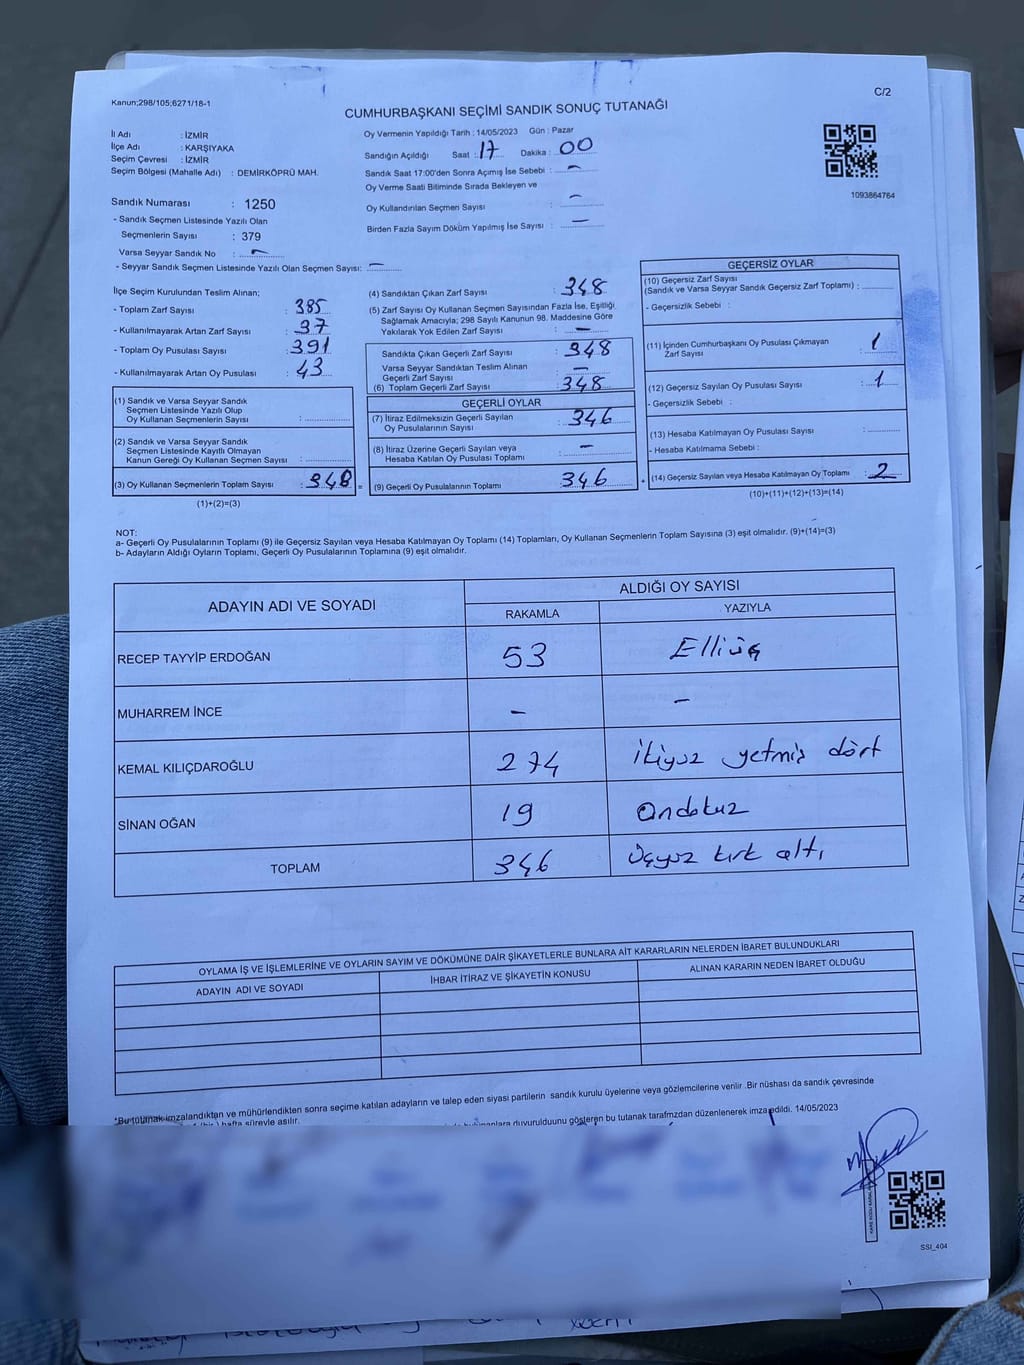 Kanun;298/105;6271/18-1
C/2
CUMHURBAŞKANI SEÇİMİ SANDIK SONUÇ TUTANAĞI
İl Adı : İZMİR
İlçe Adı : KARŞIYAKA
Seçim Çevresi : İZMİR
Seçim Bölgesi (Mahalle Adı) : DEMİRKÖPRÜ MAH.
Sandık Numarası : 1250
- Sandık Seçmen Listesinde Yazılı Olan
Seçmenlerin Sayısı : 379
Varsa Seyyar Sandık No : -
- Seyyar Sandık Seçmen Listesinde Yazılı Olan Seçmen Sayısı: -
Oy Vermenin Yapıldığı Tarih : 14/05/2023 Gün : Pazar
Sandığın Açıldığı Saat : 17 Dakika : 00
Sandık Saat 17:00'den Sonra Açımış İse Sebebi : -
Oy Verme Saati Bitiminde Sırada Bekleyen ve
Oy Kullandırılan Seçmen Sayısı : -
Birden Fazla Sayım Döküm Yapılmış İse Sayısı : -
1093864764
İlçe Seçim Kurulundan Teslim Alınan;
- Toplam Zarf Sayısı : 385
- Kullanılmayarak Artan Zarf Sayısı : 37
- Toplam Oy Pusulası Sayısı : 391
- Kullanılmayarak Artan Oy Pusulası : 43
(1) Sandık ve Varsa Seyyar Sandık
Seçmen Listesinde Yazılı Olup
Oy Kullanan Seçmenlerin Sayısı :
(2) Sandık ve Varsa Seyyar Sandık
Seçmen Listesinde Kayıtlı Olmayan
Kanun Gereği Oy Kullanan Seçmen Sayısı :
(3) Oy Kullanan Seçmenlerin Toplam Sayısı : 348 =
(1)+(2)=(3)
(4) Sandıktan Çıkan Zarf Sayısı : 348
(5) Zarf Sayısı Oy Kullanan Seçmen Sayısından Fazla İse, Eşitliği
Sağlamak Amacıyla; 298 Sayılı Kanunun 98. Maddesine Göre
Yakılarak Yok Edilen Zarf Sayısı : -
Sandıkta Çıkan Geçerli Zarf Sayısı : 348
Varsa Seyyar Sandıktan Teslim Alınan
Geçerli Zarf Sayısı : -
(6) Toplam Geçerli Zarf Sayısı : 348
GEÇERLİ OYLAR
(7) İtiraz Edilmeksizin Geçerli Sayılan
Oy Pusulalarının Sayısı : 346
(8) İtiraz Üzerine Geçerli Sayılan veya
Hesaba Katılan Oy Pusulası Toplamı : -
(9) Geçerli Oy Pusulalarının Toplamı : 346 +
GEÇERSİZ OYLAR
(10) Geçersiz Zarf Sayısı
(Sandık ve Varsa Seyyar Sandık Geçersiz Zarf Toplamı) :
- Geçersizlik Sebebi :
(11) İçinden Cumhurbaşkanı Oy Pusulası Çıkmayan
Zarf Sayısı : 1
(12) Geçersiz Sayılan Oy Pusulası Sayısı : 1
- Geçersizlik Sebebi :
(13) Hesaba Katılmayan Oy Pusulası Sayısı :
- Hesaba Katılmama Sebebi :
(14) Geçersiz Sayılan veya Hesaba Katılmayan Oy Toplamı : 2
(10)+(11)+(12)+(13)=(14)
NOT:
a- Geçerli Oy Pusulalarının Toplamı (9) ile Geçersiz Sayılan veya Hesaba Katılmayan Oy Toplamı (14) Toplamları, Oy Kullanan Seçmenlerin Toplam Sayısına (3) eşit olmalıdır. (9)+(14)=(3)
b- Adayların Aldığı Oyların Toplamı, Geçerli Oy Pusulalarının Toplamına (9) eşit olmalıdır.
ADAYIN ADI VE SOYADI
ALDIĞI OY SAYISI
RAKAMLA YAZIYLA
RECEP TAYYİP ERDOĞAN 53 Elliüç
MUHARREM İNCE - -
KEMAL KILIÇDAROĞLU 274 ikiyüz yetmiş dört
SİNAN OĞAN 19 Ondokuz
TOPLAM 346 Üçyüz kırk altı
OYLAMA İŞ VE İŞLEMLERİNE VE OYLARIN SAYIM VE DÖKÜMÜNE DAİR ŞİKAYETLERLE BUNLARA AİT KARARLARIN NELERDEN İBARET BULUNDUKLARI
ADAYIN ADI VE SOYADI İHBAR İTİRAZ VE ŞİKAYETİN KONUSU ALINAN KARARIN NEDEN İBARET OLDUĞU
*Bu tutanak imzalandıktan ve mühürlendikten sonra seçime katılan adayların ve talep eden siyasi partilerin sandık kurulu üyelerine veya gözlemcilerine verilir .Bir nüshası da sandık çevresinde
hafta süreyle asılır.
duyurulduunu gösteren bu tutanak tarafmzdan düzenlenerek imza edildi. 14/05/2023
SSI_404